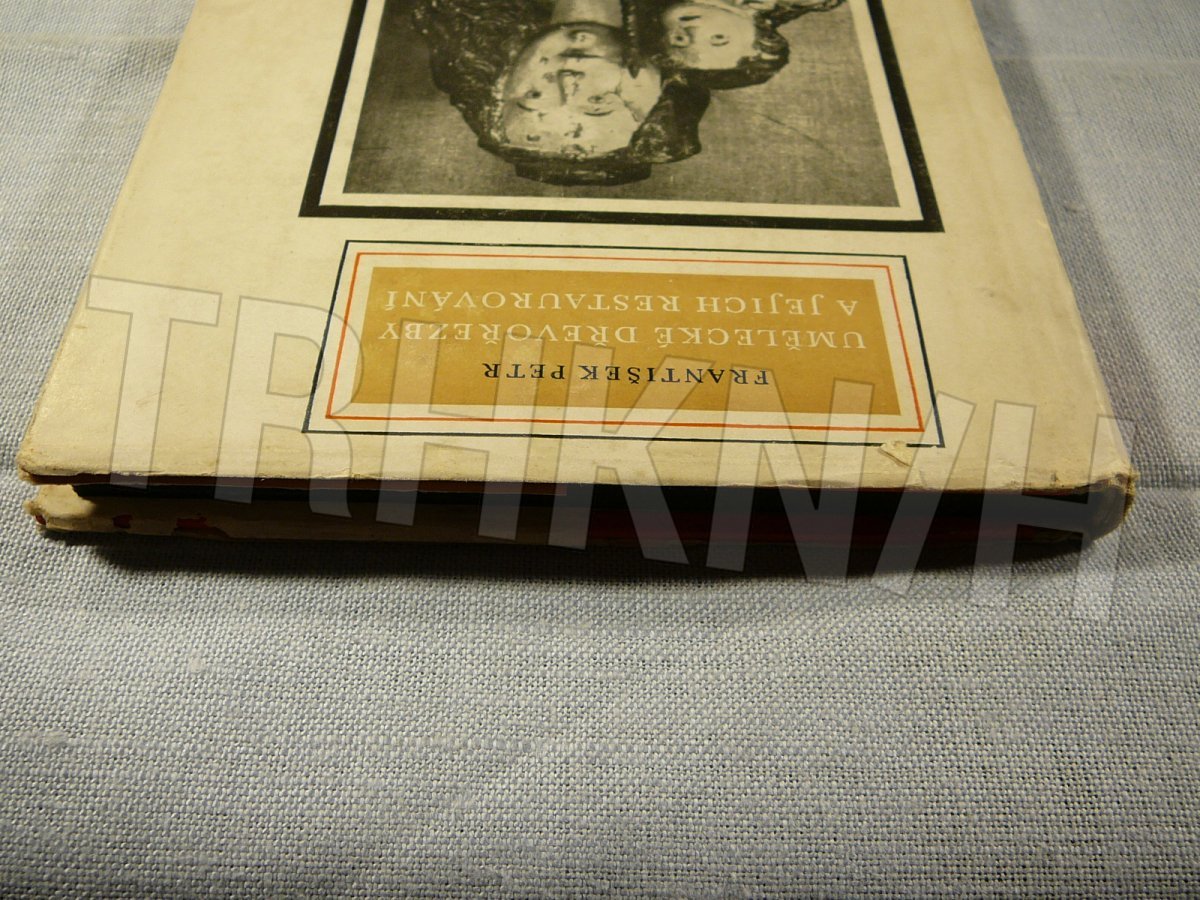 FRANTIŠEK PETR
UMĚLECKÉ DŘEVOŘEZBY
A JEJICH RESTAUROVÁNÍ
TRHKNIH